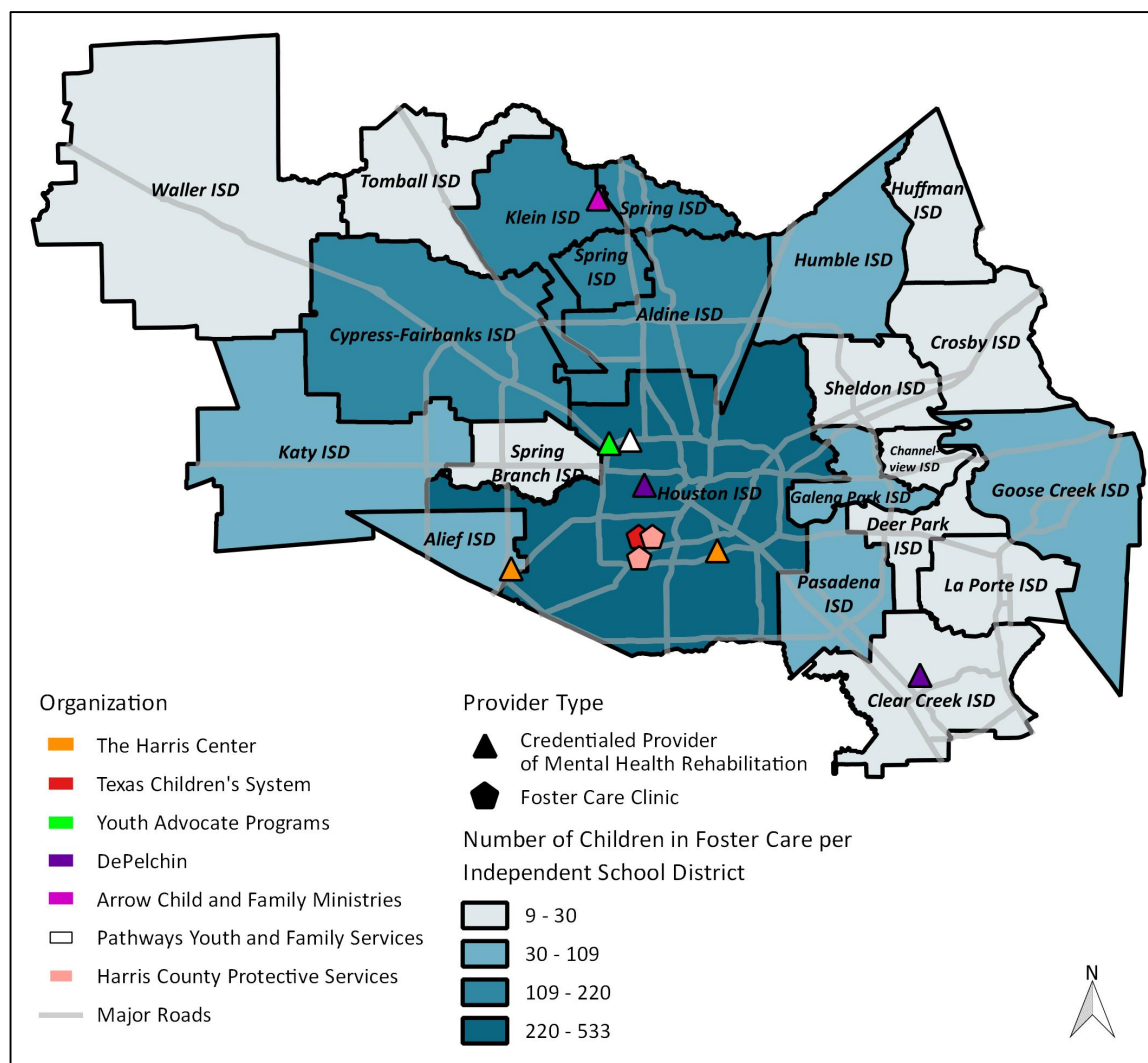 Waller ISD
Tomball ISD
Klein ISD
Spring ISD
Spring
ISD
Humble ISD
Huffman
ISD
Cypress-Fairbanks ISD
Aldine ISD
Crosby ISD
Sheldon ISD
Katy ISD
Spring
Branch ISD
Channel-
view ISD
Houston ISD
Galena Park ISD
Goose Creek ISD
Alief ISD
Deer Park
ISD
Pasadena
ISD
La Porte ISD
Clear Creek ISD
Organization
The Harris Center
Texas Children's System
Youth Advocate Programs
DePelchin
Arrow Child and Family Ministries
Pathways Youth and Family Services
Harris County Protective Services
Major Roads
Provider Type
Credentialed Provider
of Mental Health Rehabilitation
Foster Care Clinic
Number of Children in Foster Care per
Independent School District
9 - 30
30 - 109
109 - 220
220 - 533
N